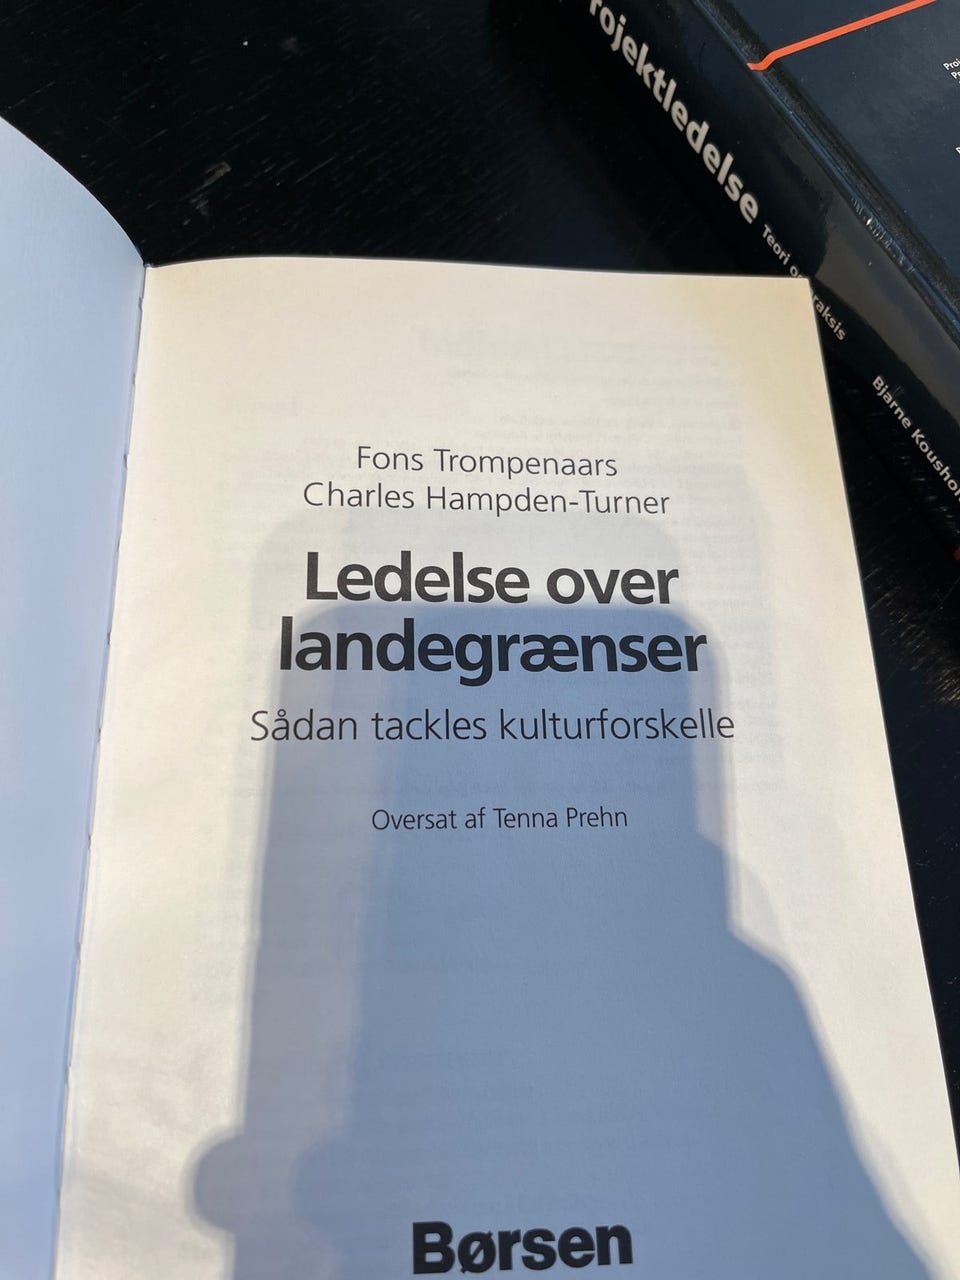 Fons Trompenaars
Charles Hampden-Turner
Ledelse over
landegrænser
Sådan tackles kulturforskelle
Oversat af Tenna Prehn
Børsen
rojektledelse
Teori o raksis
Bjarne Koushol